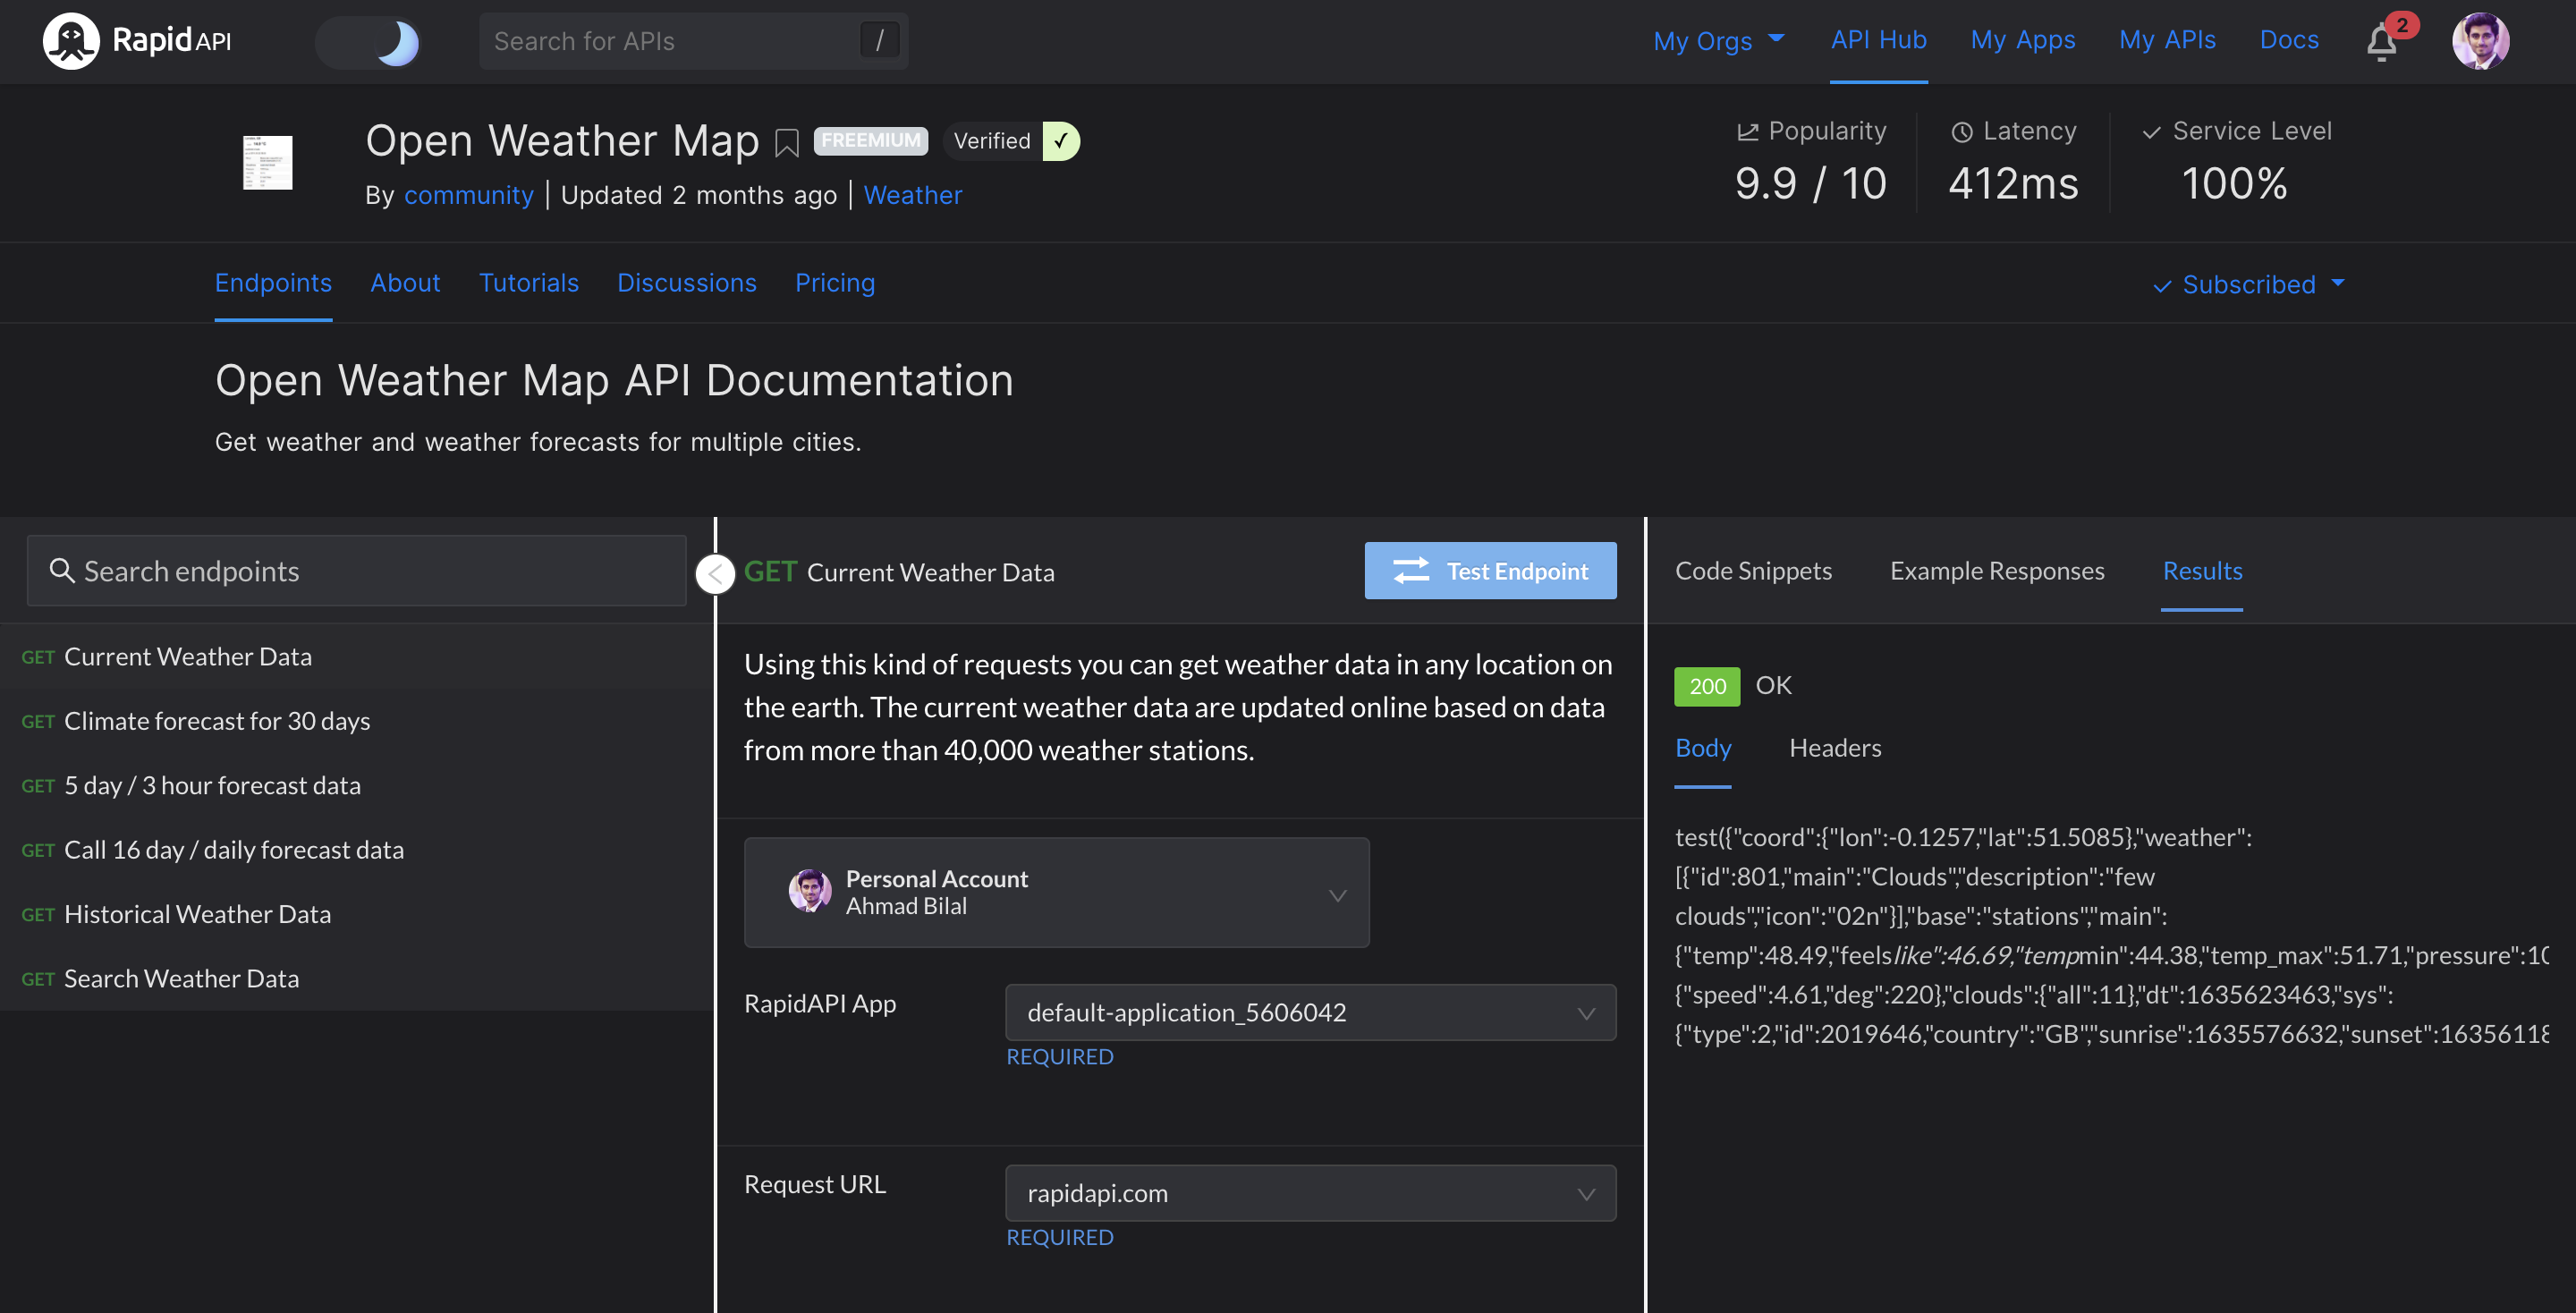 RapidAPI
Search for APIs /
My Orgs API Hub My Apps My APIs Docs 2
Open Weather Map FREEMIUM Verified ✓
By community | Updated 2 months ago | Weather
Popularity Latency Service Level
9.9 / 10 412ms 100%
Endpoints About Tutorials Discussions Pricing
Subscribed
Open Weather Map API Documentation
Get weather and weather forecasts for multiple cities.
Search endpoints
GET Current Weather Data
GET Climate forecast for 30 days
GET 5 day / 3 hour forecast data
GET Call 16 day / daily forecast data
GET Historical Weather Data
GET Search Weather Data
GET Current Weather Data
Test Endpoint
Using this kind of requests you can get weather data in any location on
the earth. The current weather data are updated online based on data
from more than 40,000 weather stations.
Personal Account
Ahmad Bilal
RapidAPI App
default-application_5606042
REQUIRED
Request URL
rapidapi.com
REQUIRED
Code Snippets Example Responses Results
200 OK
Body Headers
test({"coord":{"lon":-0.1257,"lat":51.5085},"weather":
[{"id":801,"main":"Clouds","description":"few
clouds","icon":"02n"}],"base":"stations","main":
{"temp":48.49,"feelslike":46.69,"tempmin":44.38,"temp_max":51.71,"pressure":10
{"speed":4.61,"deg":220},"clouds":{"all":11},"dt":1635623463,"sys":
{"type":2,"id":2019646,"country":"GB""sunrise":1635576632,"sunset":16356118